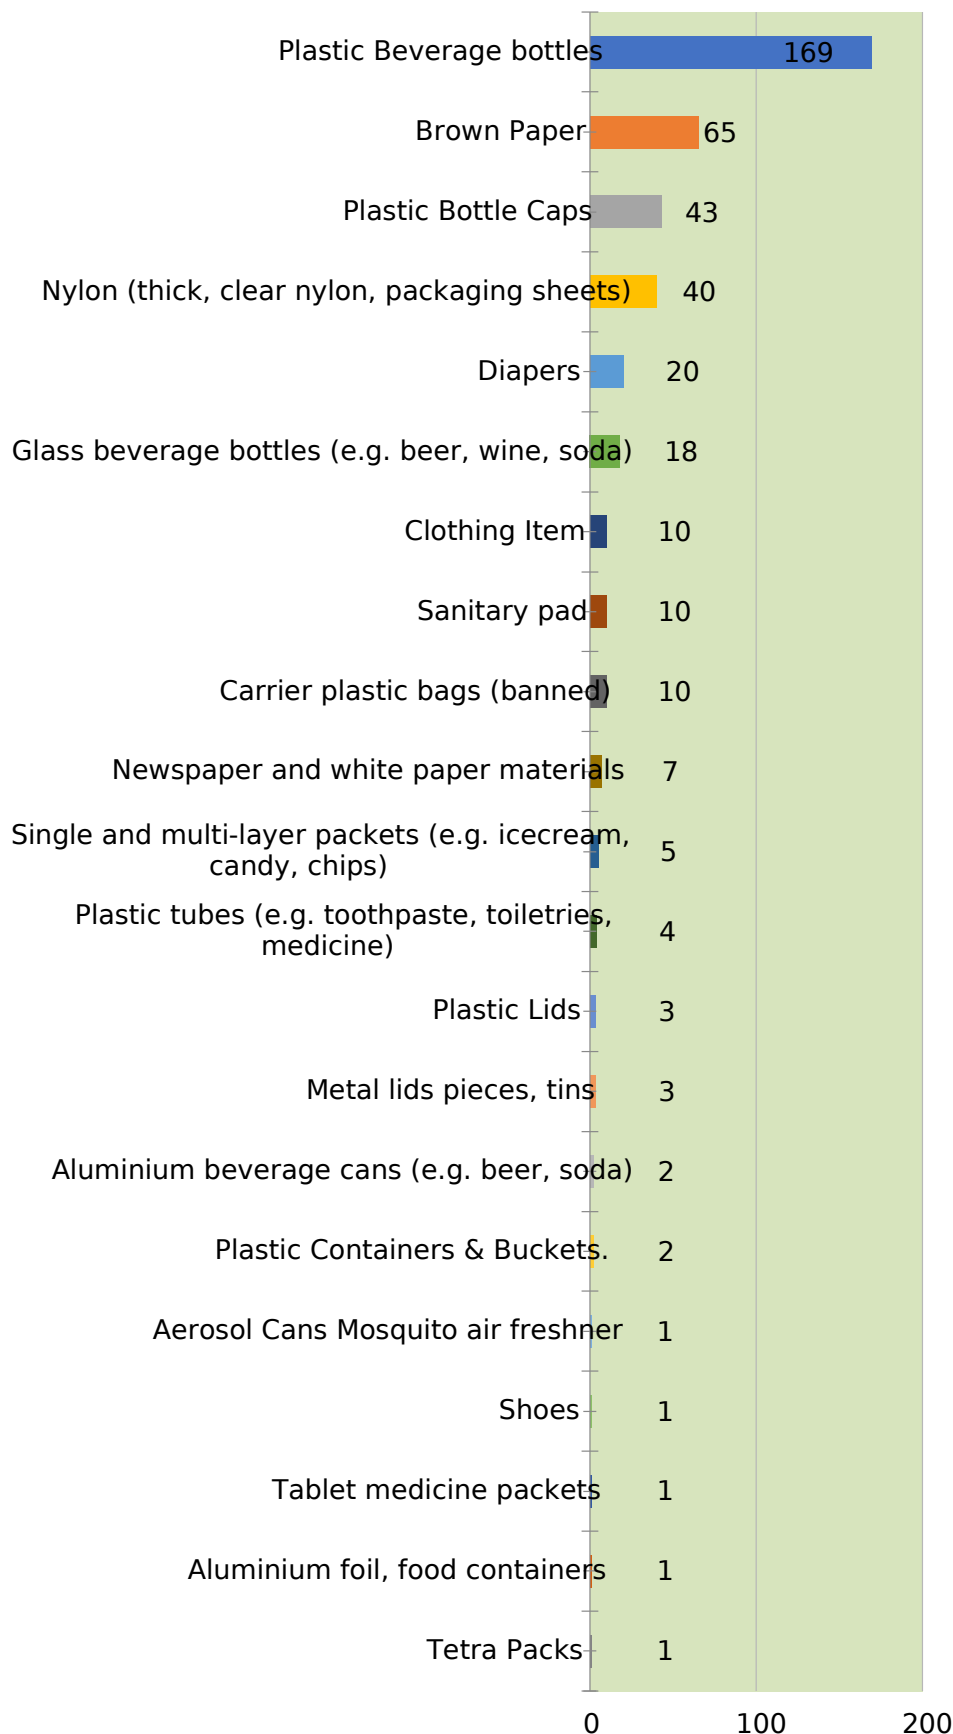 Plastic Beverage bottles 169
Brown Paper 65
Plastic Bottle Caps 43
Nylon (thick, clear nylon, packaging sheets) 40
Diapers 20
Glass beverage bottles (e.g. beer, wine, soda) 18
Clothing Item 10
Sanitary pad 10
Carrier plastic bags (banned) 10
Newspaper and white paper materials 7
Single and multi-layer packets (e.g. icecream,
candy, chips) 5
Plastic tubes (e.g. toothpaste, toiletries,
medicine) 4
Plastic Lids 3
Metal lids pieces, tins 3
Aluminium beverage cans (e.g. beer, soda) 2
Plastic Containers & Buckets. 2
Aerosol Cans Mosquito air freshner 1
Shoes 1
Tablet medicine packets 1
Aluminium foil, food containers 1
Tetra Packs 1
0 100 200